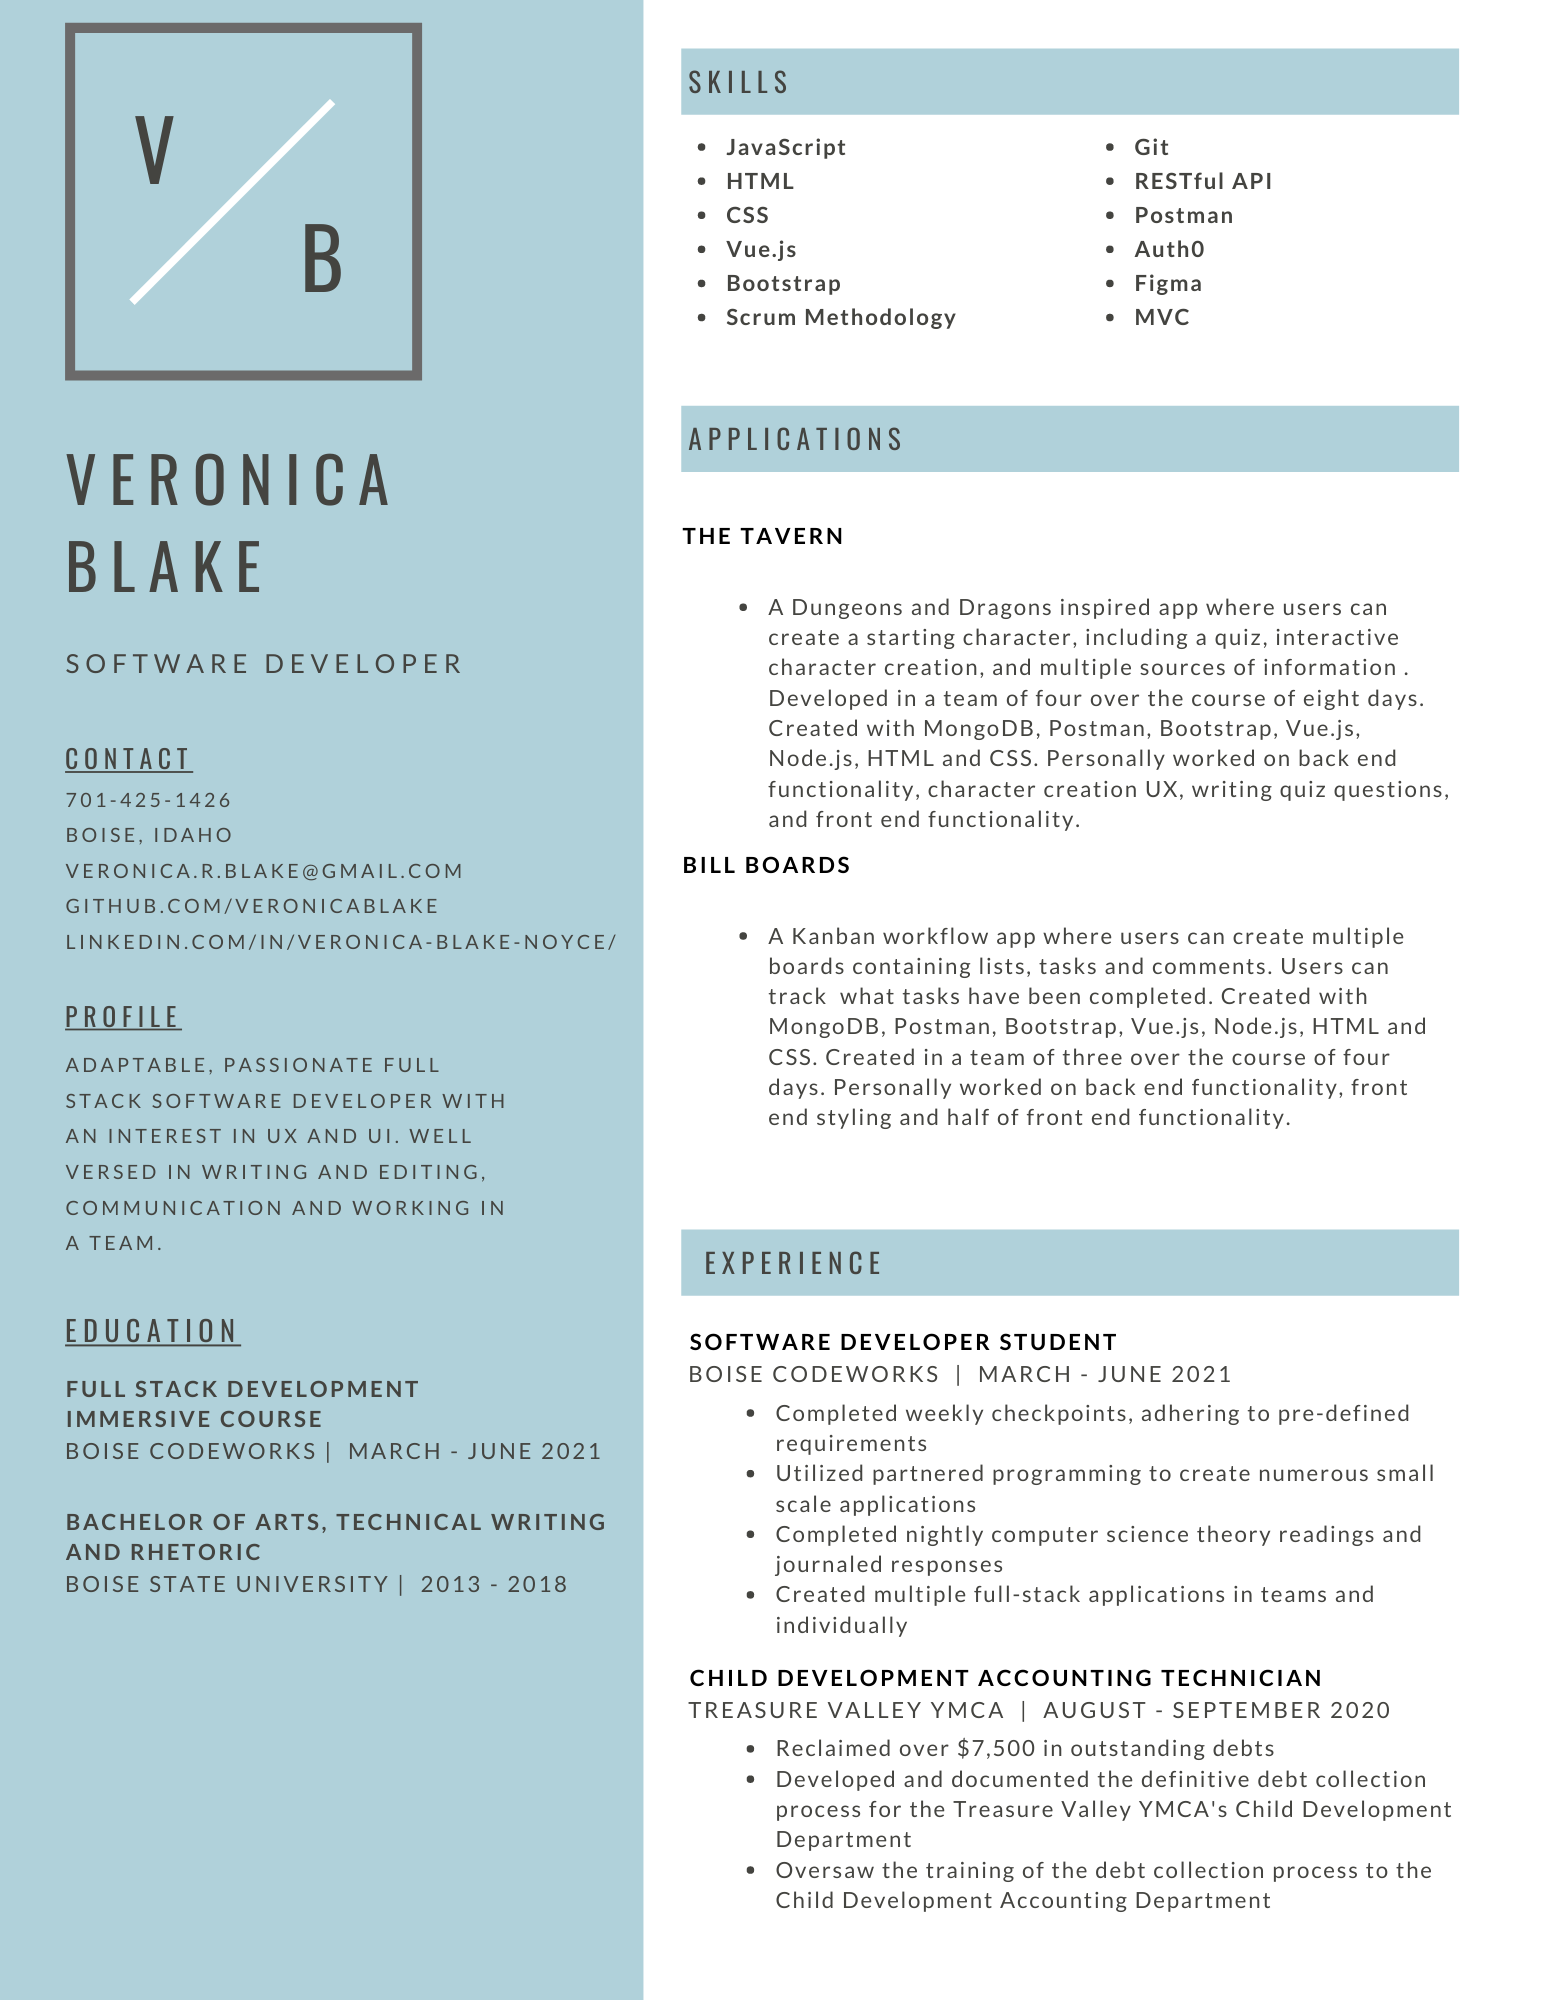 V
B
VERONICA
BLAKE
SOFTWARE DEVELOPER
CONTACT
701-425-1426
BOISE, IDAHO
VERONICA.R.BLAKE@GMAIL.COM
GITHUB.COM/VERONICABLAKE
LINKEDIN.COM/IN/VERONICA-BLAKE-NOYCE/
PROFILE
ADAPTABLE, PASSIONATE FULL
STACK SOFTWARE DEVELOPER WITH
AN INTEREST IN UX AND UI. WELL
VERSED IN WRITING AND EDITING,
COMMUNICATION AND WORKING IN
A TEAM.
EDUCATION
FULL STACK DEVELOPMENT
IMMERSIVE COURSE
BOISE CODEWORKS | MARCH - JUNE 2021
BACHELOR OF ARTS, TECHNICAL WRITING
AND RHETORIC
BOISE STATE UNIVERSITY | 2013 - 2018
SKILLS
• JavaScript
• HTML
• CSS
• Vue.js
• Bootstrap
• Scrum Methodology
• Git
• RESTful API
• Postman
• Auth0
• Figma
• MVC
APPLICATIONS
THE TAVERN
• A Dungeons and Dragons inspired app where users can
create a starting character, including a quiz, interactive
character creation, and multiple sources of information .
Developed in a team of four over the course of eight days.
Created with MongoDB, Postman, Bootstrap, Vue.js,
Node.js, HTML and CSS. Personally worked on back end
functionality, character creation UX, writing quiz questions,
and front end functionality.
BILL BOARDS
• A Kanban workflow app where users can create multiple
boards containing lists, tasks and comments. Users can
track  what tasks have been completed. Created with
MongoDB, Postman, Bootstrap, Vue.js, Node.js, HTML and
CSS. Created in a team of three over the course of four
days. Personally worked on back end functionality, front
end styling and half of front end functionality.
EXPERIENCE
SOFTWARE DEVELOPER STUDENT
BOISE CODEWORKS | MARCH - JUNE 2021
• Completed weekly checkpoints, adhering to pre-defined
requirements
• Utilized partnered programming to create numerous small
scale applications
• Completed nightly computer science theory readings and
journaled responses
• Created multiple full-stack applications in teams and
individually
CHILD DEVELOPMENT ACCOUNTING TECHNICIAN
TREASURE VALLEY YMCA | AUGUST - SEPTEMBER 2020
• Reclaimed over $7,500 in outstanding debts
• Developed and documented the definitive debt collection
process for the Treasure Valley YMCA's Child Development
Department
• Oversaw the training of the debt collection process to the
Child Development Accounting Department